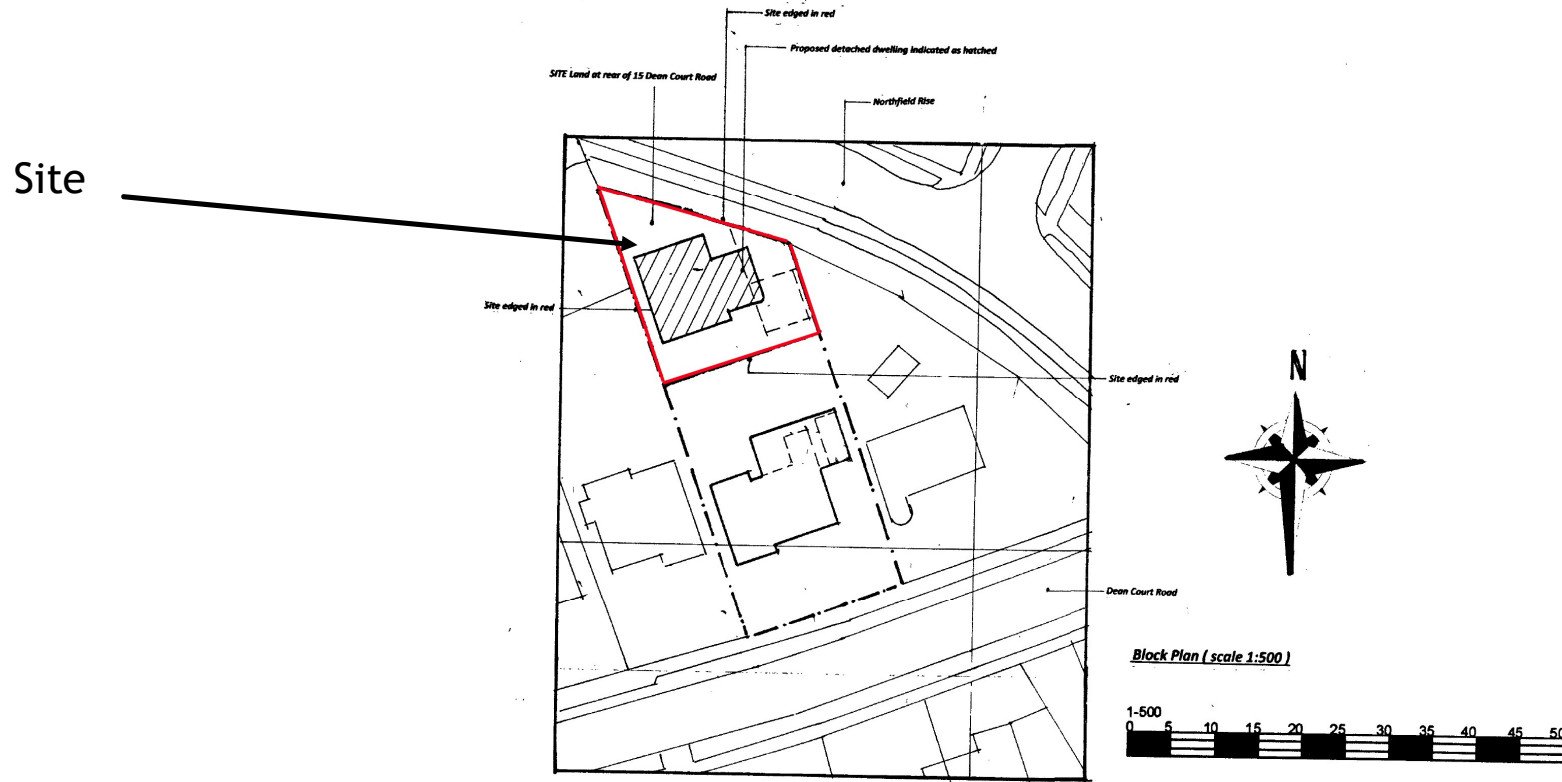 Site edged in red
Proposed detached dwelling indicated as hatched
SITE Land at rear of 15 Dean Court Road
Northfield Rise
Site
Site edged in red
N
Site edged in red
Dean Court Road
Block Plan ( scale 1:500 )
1-500
0 5 10 15 20 25 30 35 40 45 50